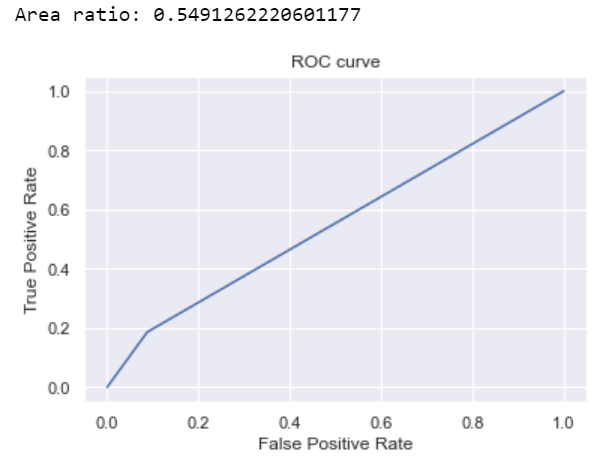 Area ratio: 0.5491262220601177
ROC curve
1.0
0.8
0.6
0.4
0.2
0.0
True Positive Rate
0.0 0.2 0.4 0.6 0.8 1.0
False Positive Rate